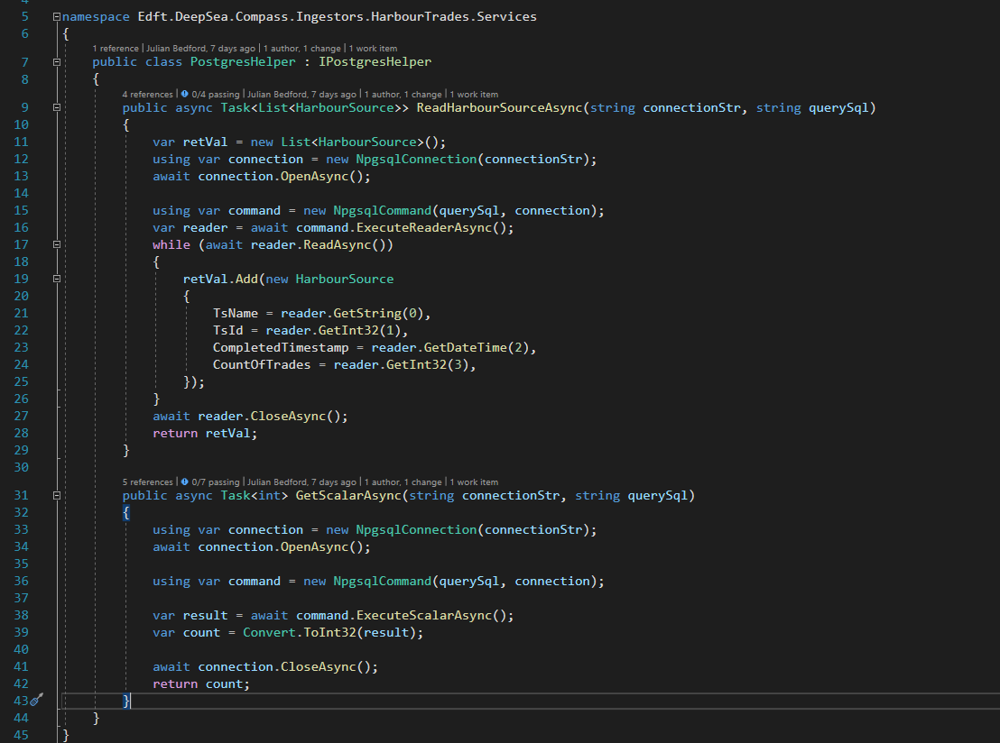 4
5 namespace Edft.DeepSea.Compass.Ingestors.HarbourTrades.Services
6 {
1 reference | Julian Bedford, 7 days ago | 1 author, 1 change | 1 work item
7 public class PostgresHelper : IPostgresHelper
8 {
4 references | 0/4 passing | Julian Bedford, 7 days ago | 1 author, 1 change | 1 work item
9 public async Task<List<HarbourSource>> ReadHarbourSourceAsync(string connectionStr, string querySql)
10 {
11 var retVal = new List<HarbourSource>();
12 using var connection = new NpgsqlConnection(connectionStr);
13 await connection.OpenAsync();
14
15 using var command = new NpgsqlCommand(querySql, connection);
16 var reader = await command.ExecuteReaderAsync();
17 while (await reader.ReadAsync())
18 {
19 retVal.Add(new HarbourSource
20 {
21 TsName = reader.GetString(0),
22 TsId = reader.GetInt32(1),
23 CompletedTimestamp = reader.GetDateTime(2),
24 CountOfTrades = reader.GetInt32(3),
25 });
26 }
27 await reader.CloseAsync();
28 return retVal;
29 }
30
5 references | 0/7 passing | Julian Bedford, 7 days ago | 1 author, 1 change | 1 work item
31 public async Task<int> GetScalarAsync(string connectionStr, string querySql)
32 {
33 using var connection = new NpgsqlConnection(connectionStr);
34 await connection.OpenAsync();
35
36 using var command = new NpgsqlCommand(querySql, connection);
37
38 var result = await command.ExecuteScalarAsync();
39 var count = Convert.ToInt32(result);
40
41 await connection.CloseAsync();
42 return count;
43 }
44 }
45 }